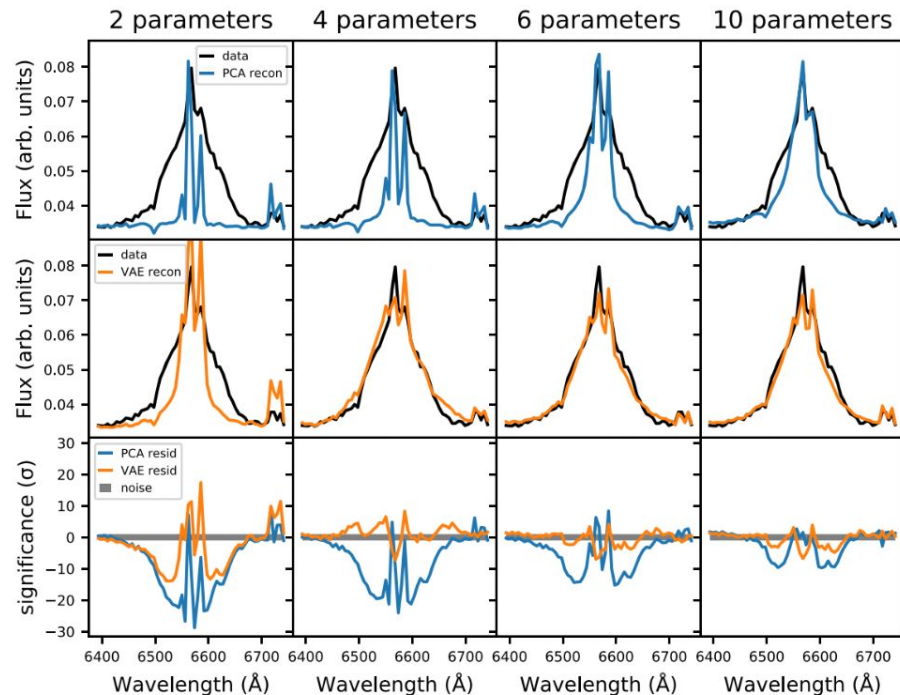 2 parameters 4 parameters 6 parameters 10 parameters
data
PCA recon
Flux (arb. units)
0.08
0.07
0.06
0.05
0.04
data
VAE recon
Flux (arb. units)
0.08
0.07
0.06
0.05
0.04
PCA resid
VAE resid
noise
significance (σ)
30
20
10
0
−10
−20
−30
6400 6500 6600 6700 6400 6500 6600 6700 6400 6500 6600 6700 6400 6500 6600 6700
Wavelength (Å) Wavelength (Å) Wavelength (Å) Wavelength (Å)